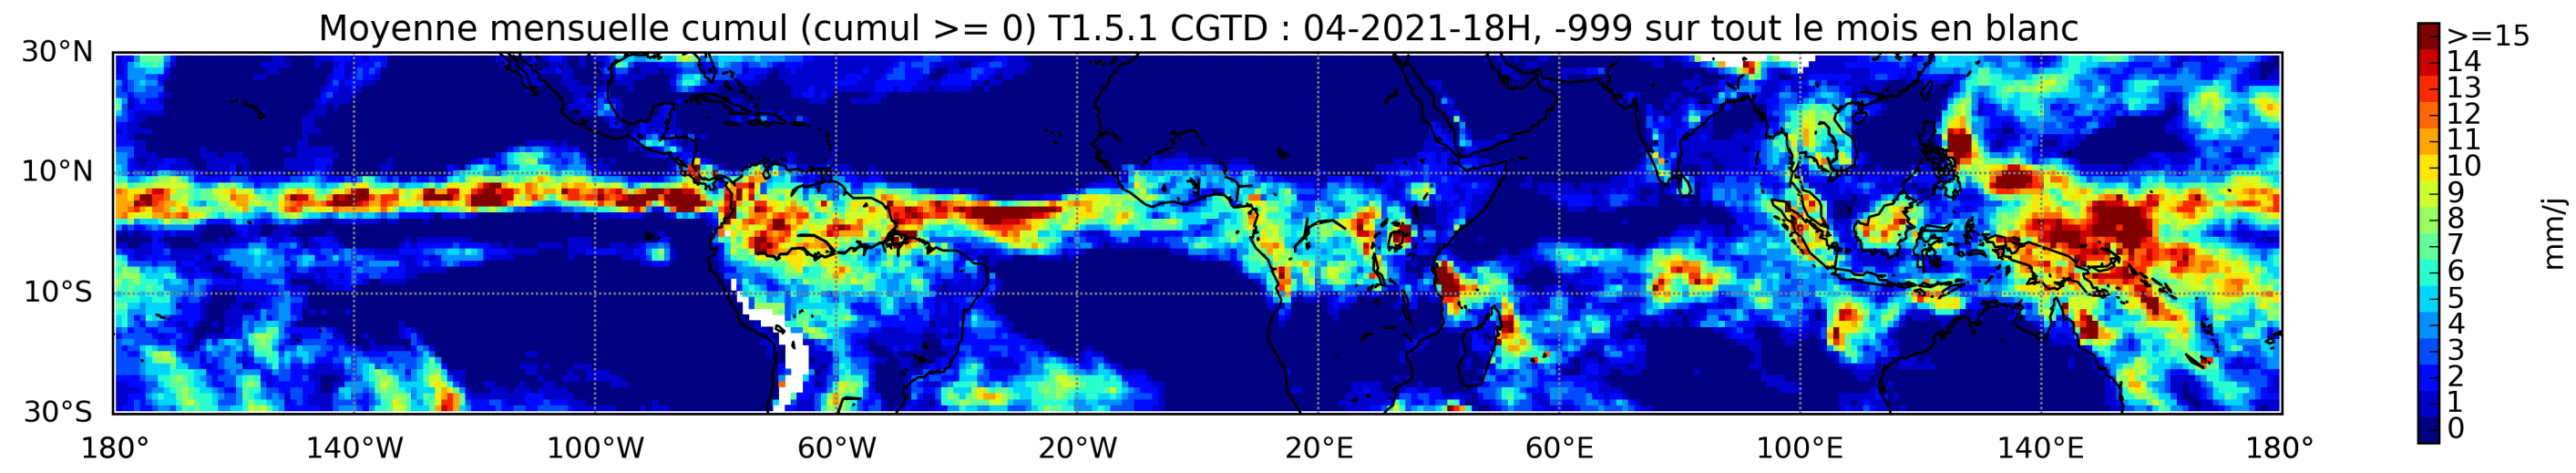 Moyenne mensuelle cumul (cumul >= 0) T1.5.1 CGTD : 04-2021-18H, -999 sur tout le mois en blanc
30°N
10°N
10°S
30°S
180° 140°W 100°W 60°W 20°W 20°E 60°E 100°E 140°E 180°
>=15
14
13
12
11
10
9
8
7
6
5
4
3
2
1
0
mm/j